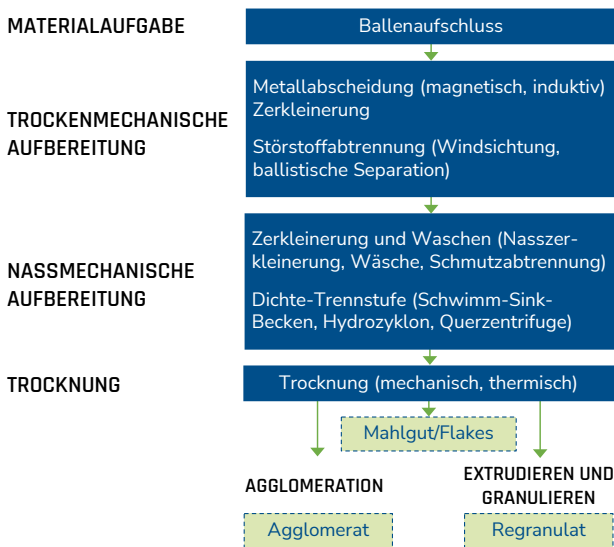 MATERIALAUFGABE
Ballenaufschluss
TROCKENMECHANISCHE
AUFBEREITUNG
Metallabscheidung (magnetisch, induktiv)
Zerkleinerung
Störstoffabtrennung (Windsichtung,
ballistische Separation)
NASSMECHANISCHE
AUFBEREITUNG
Zerkleinerung und Waschen (Nasszer-
kleinerung, Wäsche, Schmutzabtrennung)
Dichte-Trennstufe (Schwimm-Sink-
Becken, Hydrozyklon, Querzentrifuge)
TROCKNUNG
Trocknung (mechanisch, thermisch)
Mahlgut/Flakes
AGGLOMERATION
Agglomerat
EXTRUDIEREN UND
GRANULIEREN
Regranulat